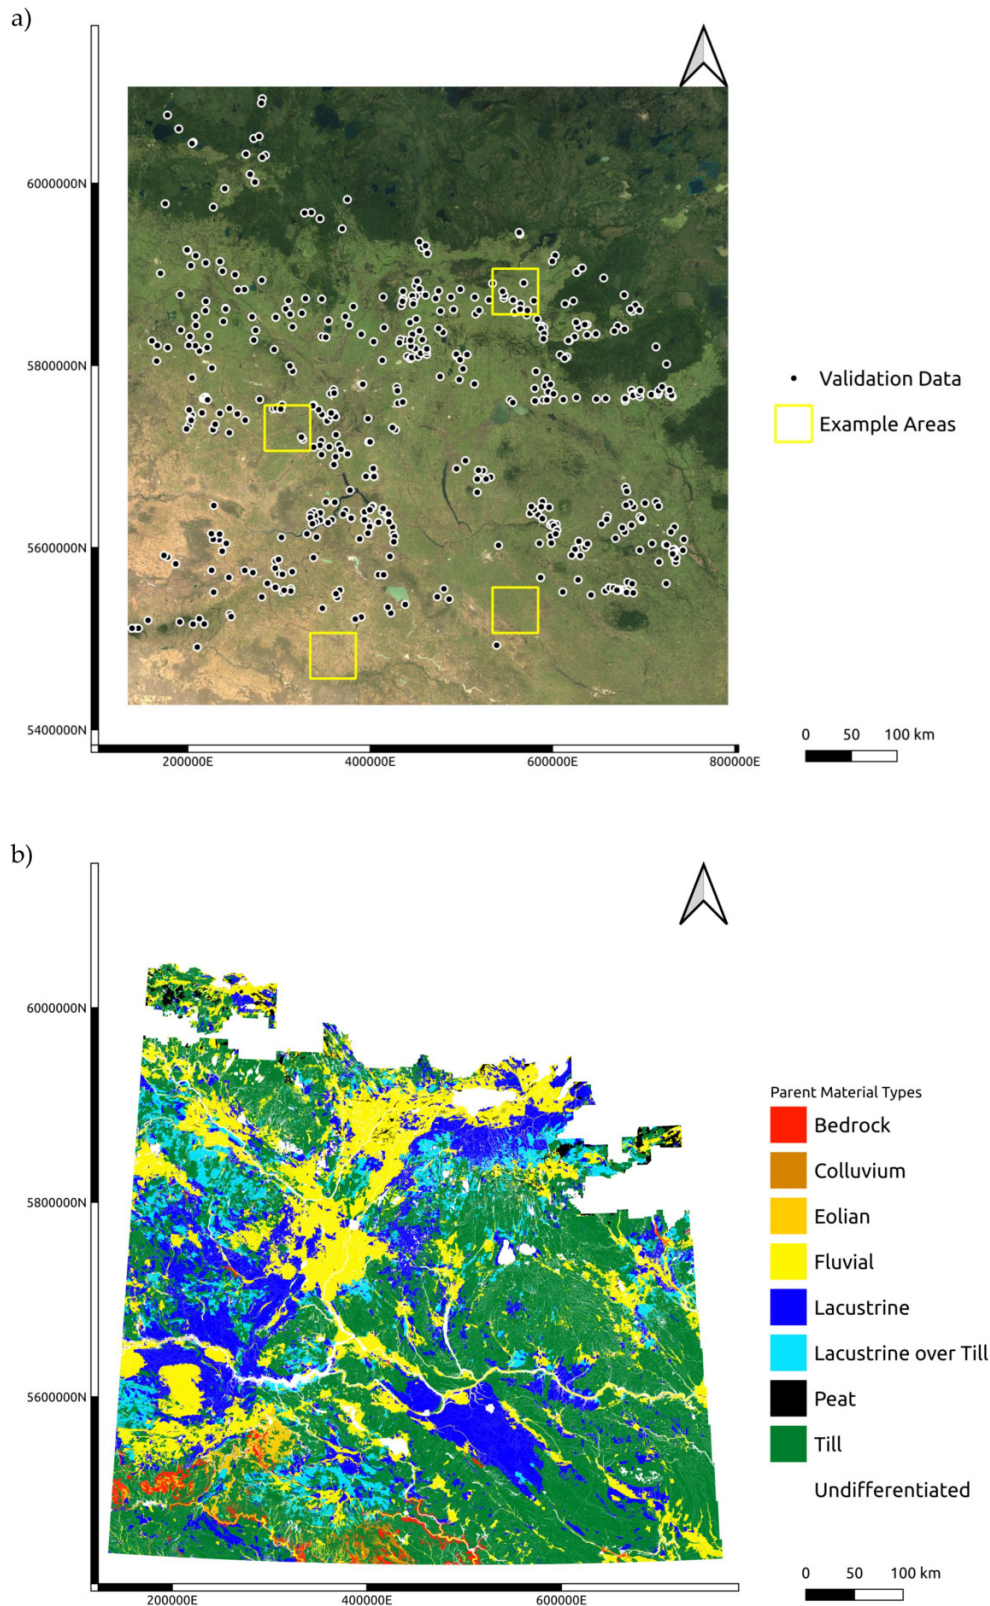 a)
6000000N
5800000N
5600000N
5400000N
200000E
400000E
600000E
800000E
Validation Data
Example Areas
0 50 100 km
b)
6000000N
5800000N
5600000N
200000E
400000E
600000E
Parent Material Types
Bedrock
Colluvium
Eolian
Fluvial
Lacustrine
Lacustrine over Till
Peat
Till
Undifferentiated
0 50 100 km